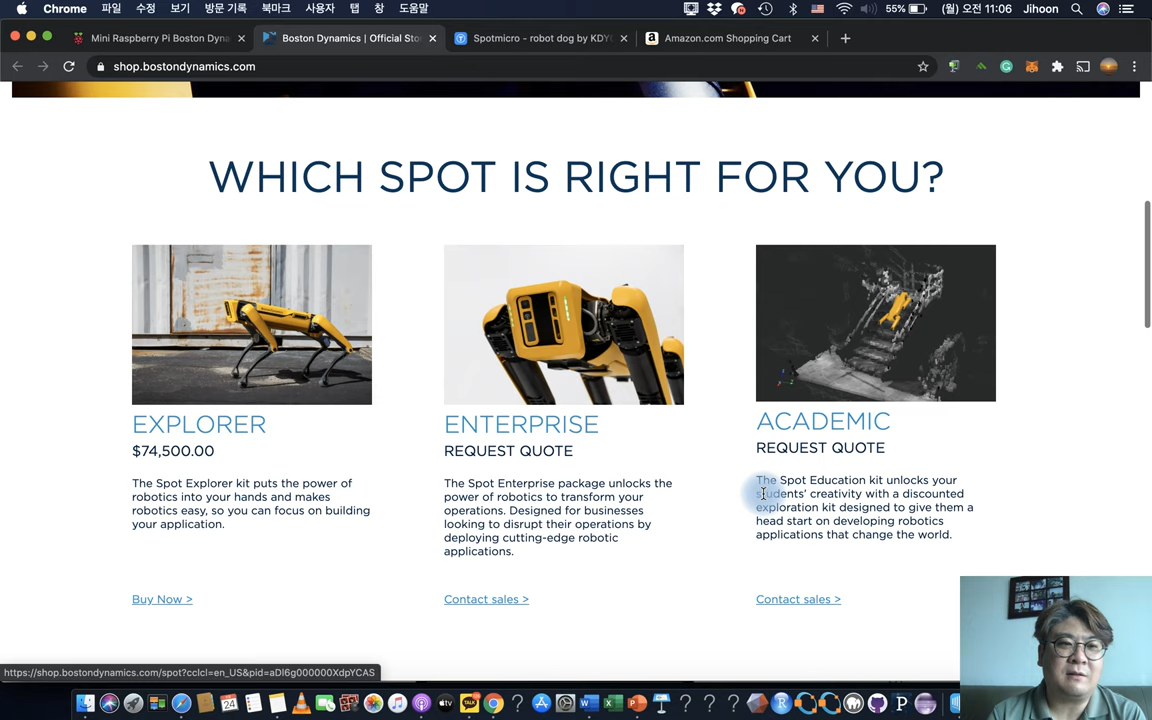 Chrome 파일 수정 보기 방문 기록 북마크 사용자 탭 창 도움말 55% (월) 오전 11:06 Jihoon
Mini Raspberry Pi Boston Dyna
Boston Dynamics | Official Sto
Spotmicro - robot dog by KDY
Amazon.com Shopping Cart
shop.bostondynamics.com
WHICH SPOT IS RIGHT FOR YOU?
EXPLORER
$74,500.00
The Spot Explorer kit puts the power of
robotics into your hands and makes
robotics easy, so you can focus on building
your application.
Buy Now >
ENTERPRISE
REQUEST QUOTE
The Spot Enterprise package unlocks the
power of robotics to transform your
operations. Designed for businesses
looking to disrupt their operations by
deploying cutting-edge robotic
applications.
Contact sales >
ACADEMIC
REQUEST QUOTE
The Spot Education kit unlocks your
students' creativity with a discounted
exploration kit designed to give them a
head start on developing robotics
applications that change the world.
Contact sales >
https://shop.bostondynamics.com/spot?cclcl=en_US&pid=aDl6g000000XdpYCAS